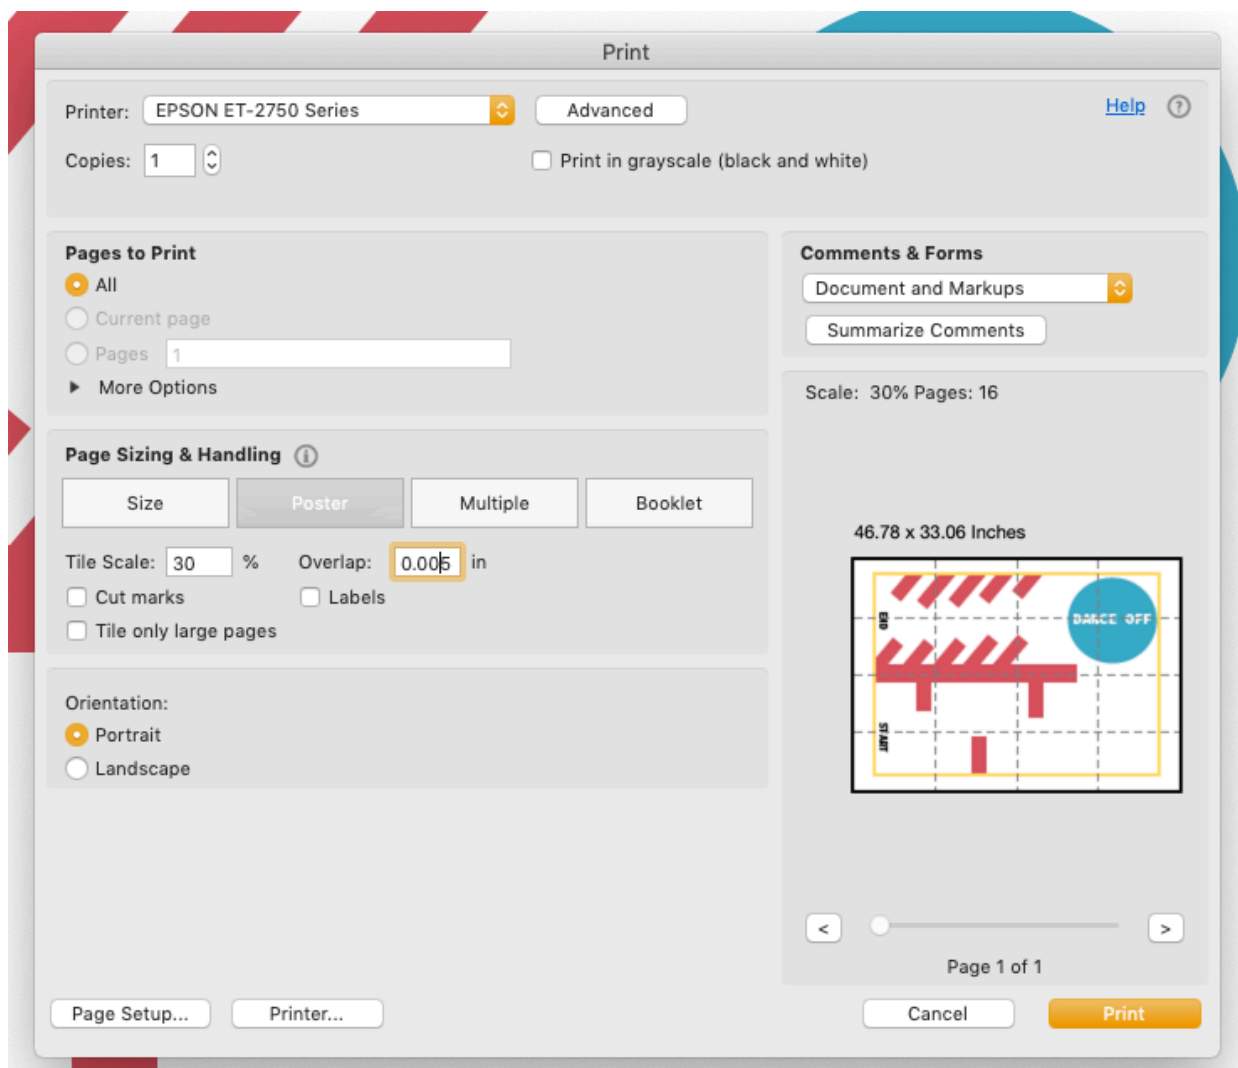 Print
Printer: EPSON ET-2750 Series Advanced Help ?
Copies: 1 Print in grayscale (black and white)
Pages to Print
All
Current page
Pages 1
More Options
Comments & Forms
Document and Markups
Summarize Comments
Scale: 30% Pages: 16
Page Sizing & Handling i
Size Poster Multiple Booklet
Tile Scale: 30 % Overlap: 0.005 in
Cut marks Labels
Tile only large pages
Orientation:
Portrait
Landscape
46.78 x 33.06 Inches
END
DANCE OFF
START
< >
Page 1 of 1
Page Setup... Printer... Cancel Print